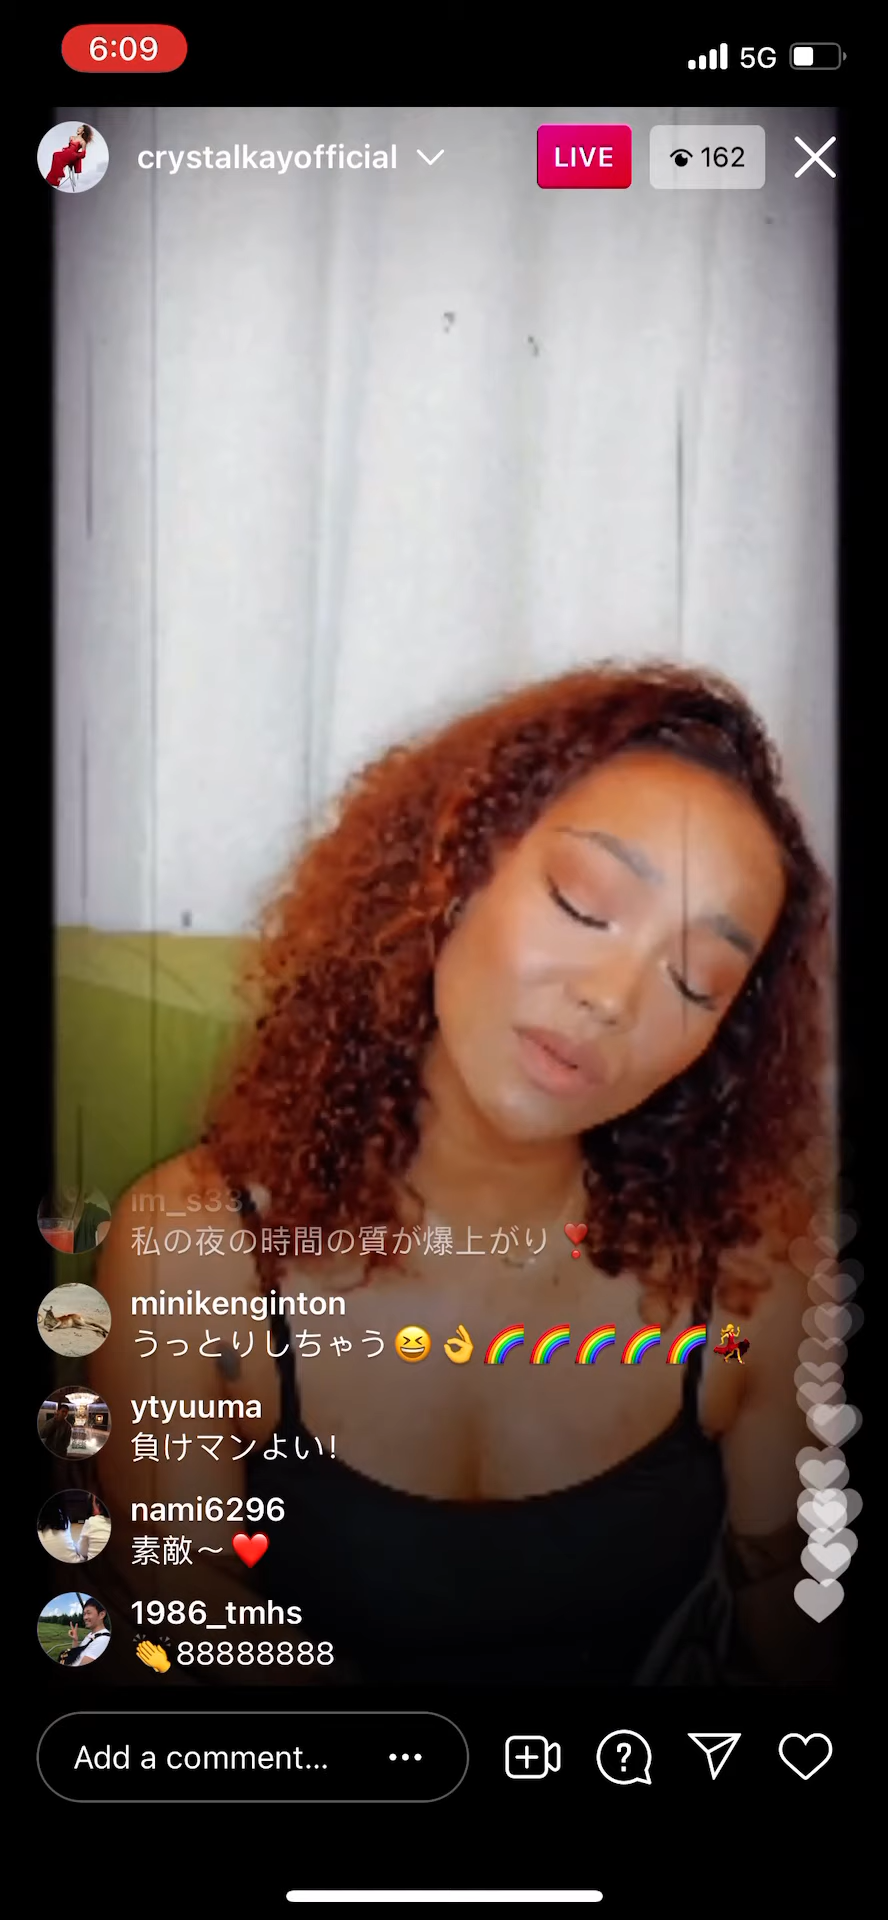 6:09
5G
crystalkayofficial
LIVE
162
im_s33
私の夜の時間の質が爆上がり❣️
minikenginton
うっとりしちゃう😆👌🌈🌈🌈🌈🌈💃
ytyuuma
負けマンよい!
nami6296
素敵〜❤️
1986_tmhs
👏88888888
Add a comment...